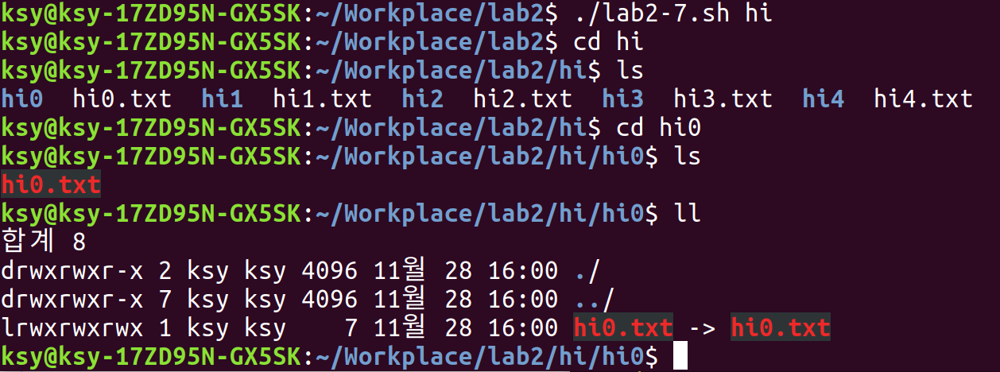 ksy@ksy-17ZD95N-GX5SK:~/Workplace/lab2$ ./lab2-7.sh hi
ksy@ksy-17ZD95N-GX5SK:~/Workplace/lab2$ cd hi
ksy@ksy-17ZD95N-GX5SK:~/Workplace/lab2/hi$ ls
hi0  hi0.txt  hi1  hi1.txt  hi2  hi2.txt  hi3  hi3.txt  hi4  hi4.txt
ksy@ksy-17ZD95N-GX5SK:~/Workplace/lab2/hi$ cd hi0
ksy@ksy-17ZD95N-GX5SK:~/Workplace/lab2/hi/hi0$ ls
hi0.txt
ksy@ksy-17ZD95N-GX5SK:~/Workplace/lab2/hi/hi0$ ll
합계 8
drwxrwxr-x 2 ksy ksy 4096 11월 28 16:00 ./
drwxrwxr-x 7 ksy ksy 4096 11월 28 16:00 ../
lrwxrwxrwx 1 ksy ksy    7 11월 28 16:00 hi0.txt -> hi0.txt
ksy@ksy-17ZD95N-GX5SK:~/Workplace/lab2/hi/hi0$